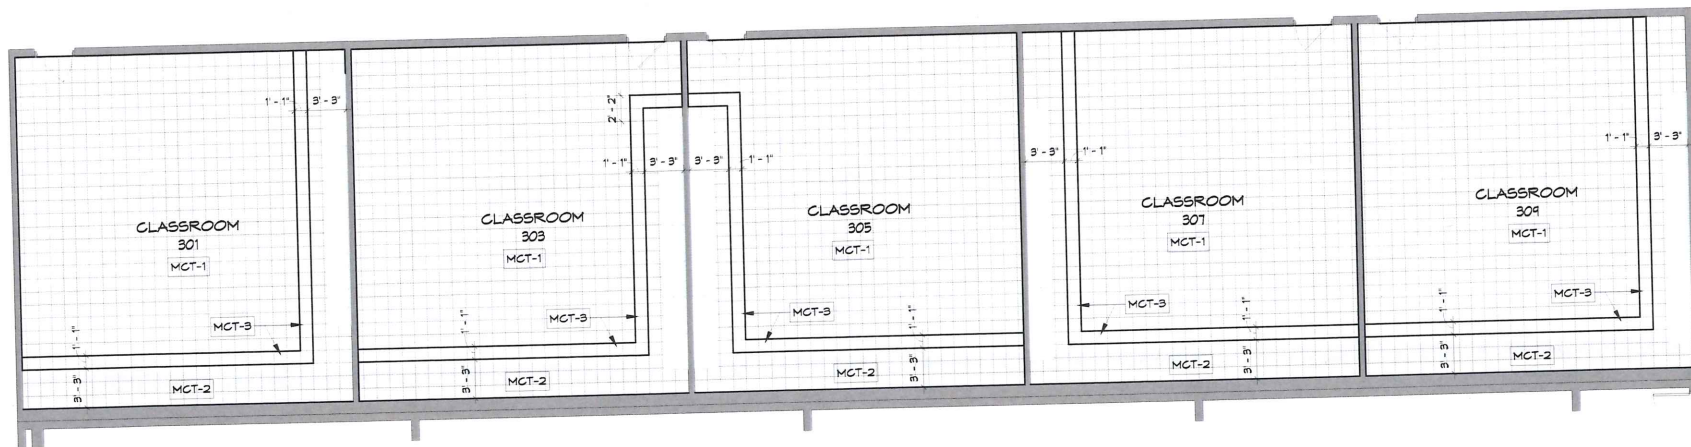 1' - 1"
3' - 3"
CLASSROOM
301
MCT-1
MCT-3
1' - 1"
3' - 3"
MCT-2
2' - 2"
1' - 1"
3' - 3"
CLASSROOM
303
MCT-1
MCT-3
1' - 1"
3' - 3"
MCT-2
3' - 3"
1' - 1"
CLASSROOM
305
MCT-1
MCT-3
1' - 1"
MCT-2
3' - 3"
3' - 3"
1' - 1"
CLASSROOM
307
MCT-1
MCT-3
1' - 1"
MCT-2
3' - 3"
1' - 1"
3' - 3"
CLASSROOM
309
MCT-1
MCT-3
1' - 1"
3' - 3"
MCT-2